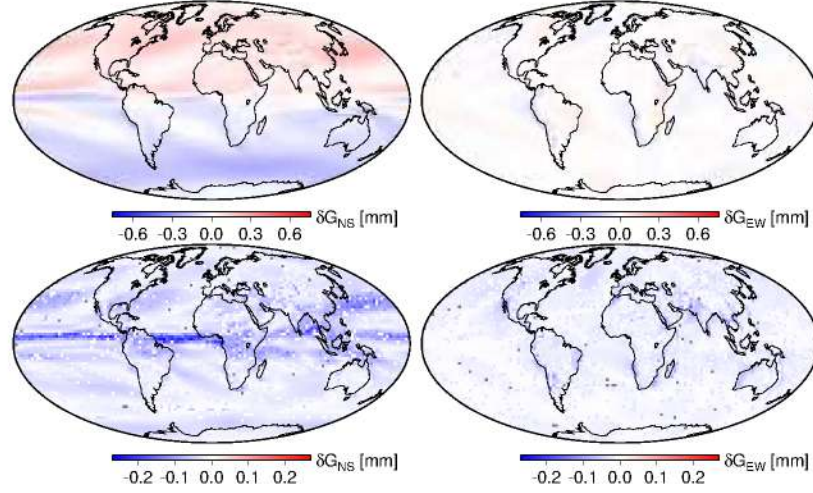 -0.6 -0.3 0.0 0.3 0.6 δG_NS [mm]
-0.6 -0.3 0.0 0.3 0.6 δG_EW [mm]
-0.2 -0.1 0.0 0.1 0.2 δG_NS [mm]
-0.2 -0.1 0.0 0.1 0.2 δG_EW [mm]